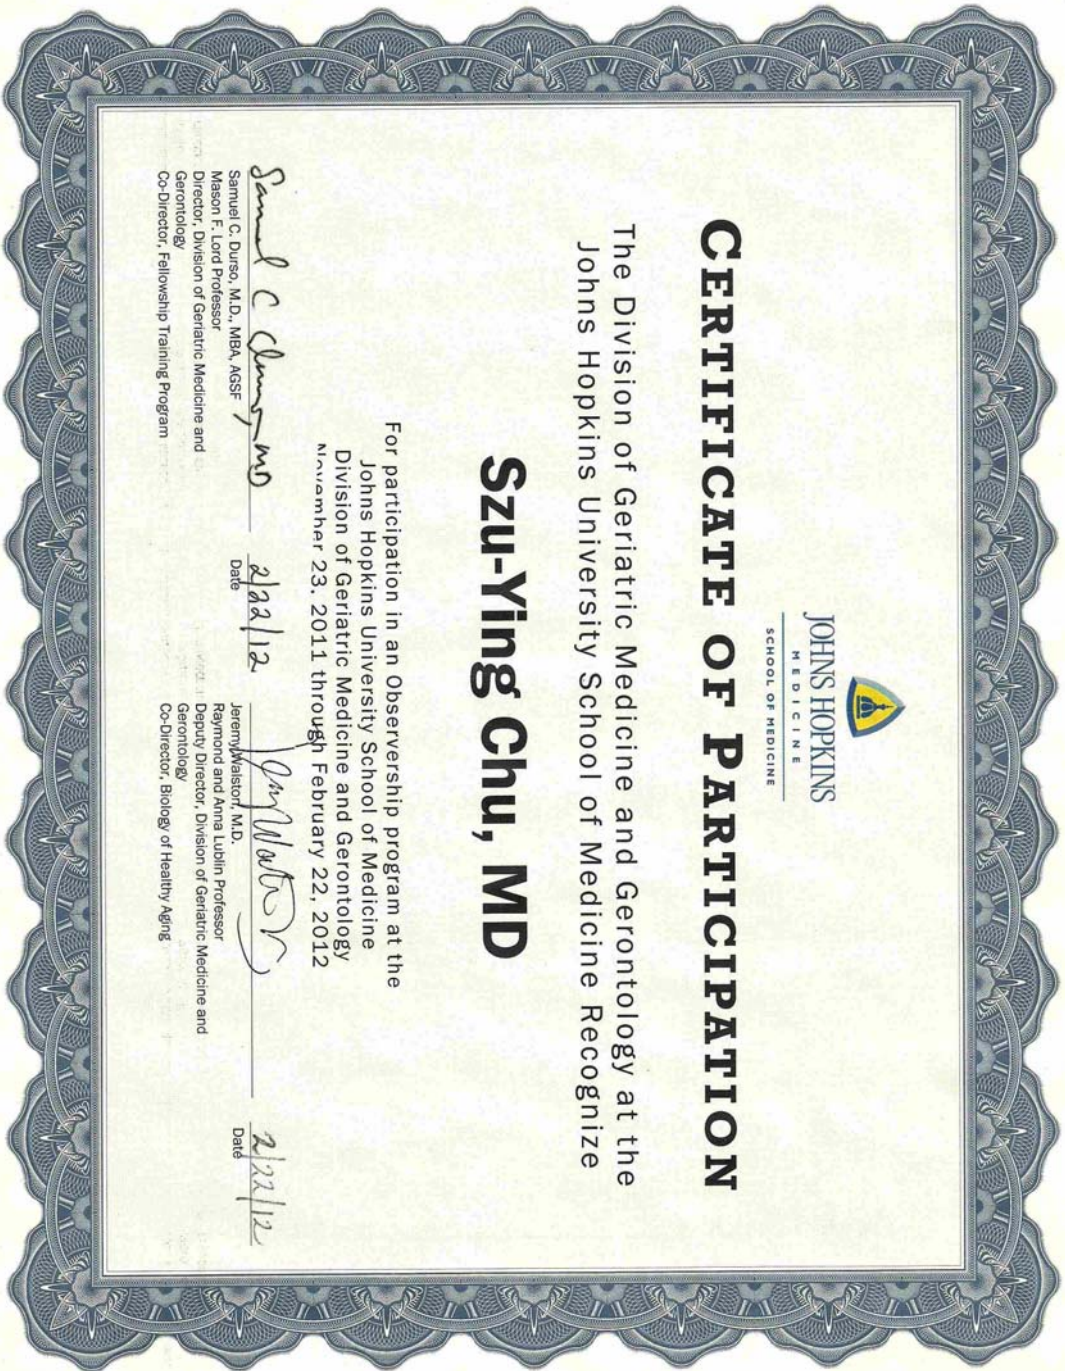 JOHNS HOPKINS
MEDICINE
SCHOOL OF MEDICINE
CERTIFICATE OF PARTICIPATION
The Division of Geriatric Medicine and Gerontology at the
Johns Hopkins University School of Medicine Recognize
Szu-Ying Chu, MD
For participation in an Observership program at the
Johns Hopkins University School of Medicine
Division of Geriatric Medicine and Gerontology
November 23, 2011 through February 22, 2012
2/22/12
Samuel C. Durso, M.D., MBA, AGSF
Date
Mason F. Lord Professor
Director, Division of Geriatric Medicine and
Gerontology
Co-Director, Fellowship Training Program
2/22/12
Jeremy Walston, M.D.
Date
Raymond and Anna Lublin Professor
Deputy Director, Division of Geriatric Medicine and
Gerontology
Co-Director, Biology of Healthy Aging